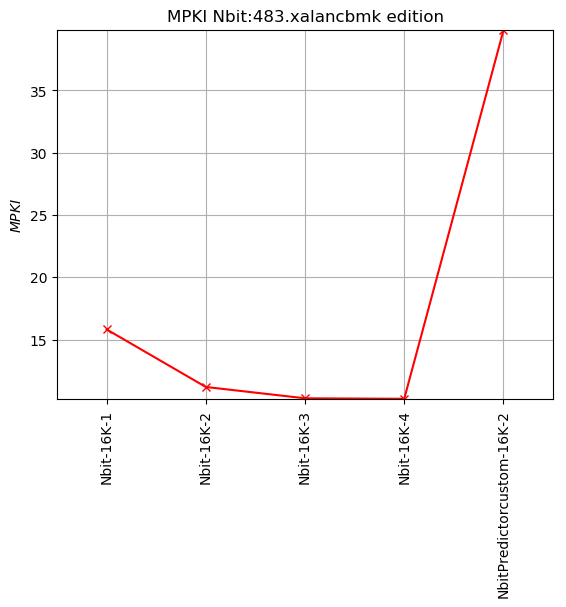 MPKI Nbit:483.xalancbmk edition
MPKI
35
30
25
20
15
Nbit-16K-1
Nbit-16K-2
Nbit-16K-3
Nbit-16K-4
NbitPredictorcustom-16K-2